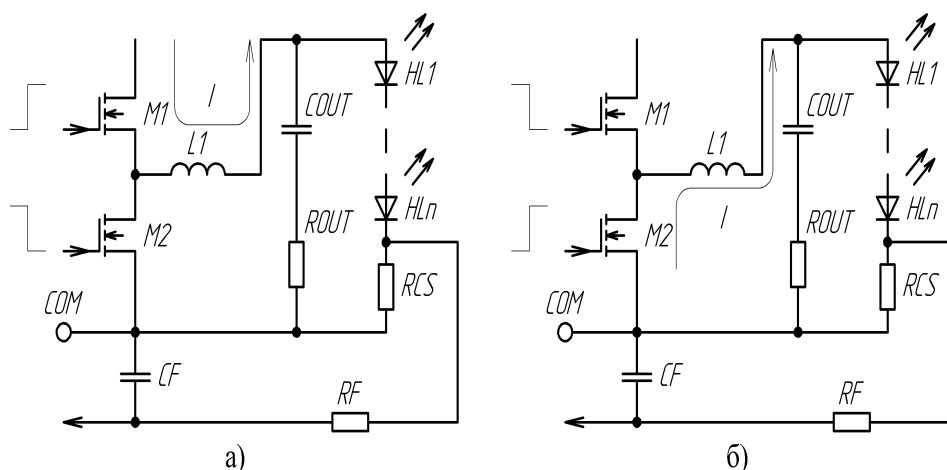 HL1
M1
I
COUT
L1
HLn
M2
ROUT
RCS
COM
CF
RF
а)
HL1
M1
COUT
L1
HLn
M2
I
ROUT
RCS
COM
CF
RF
б)